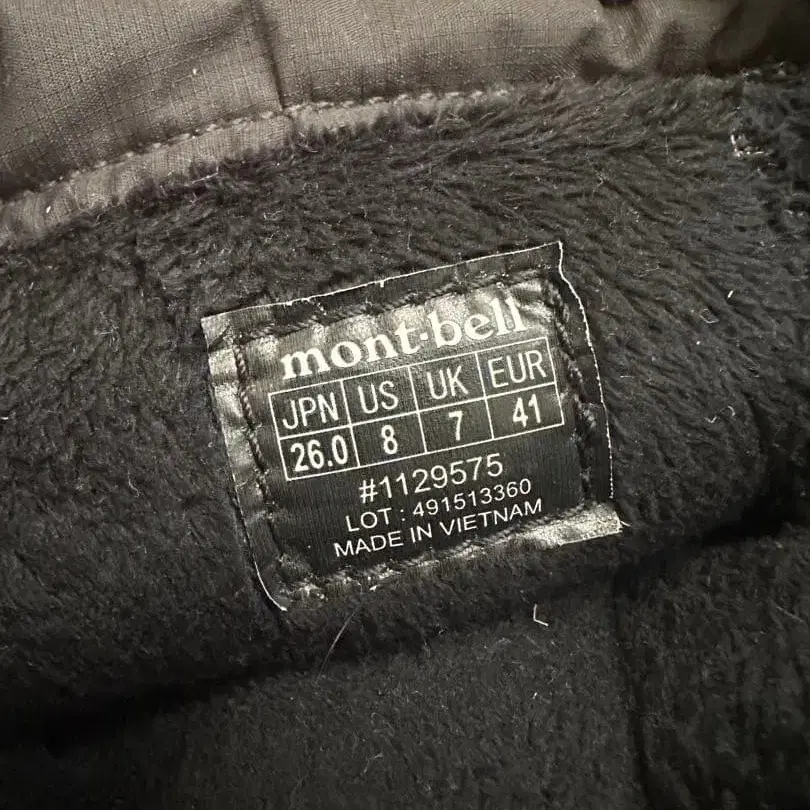 mont-bell
JPN US UK EUR
26.0 8 7 41
#1129575
LOT : 491513360
MADE IN VIETNAM